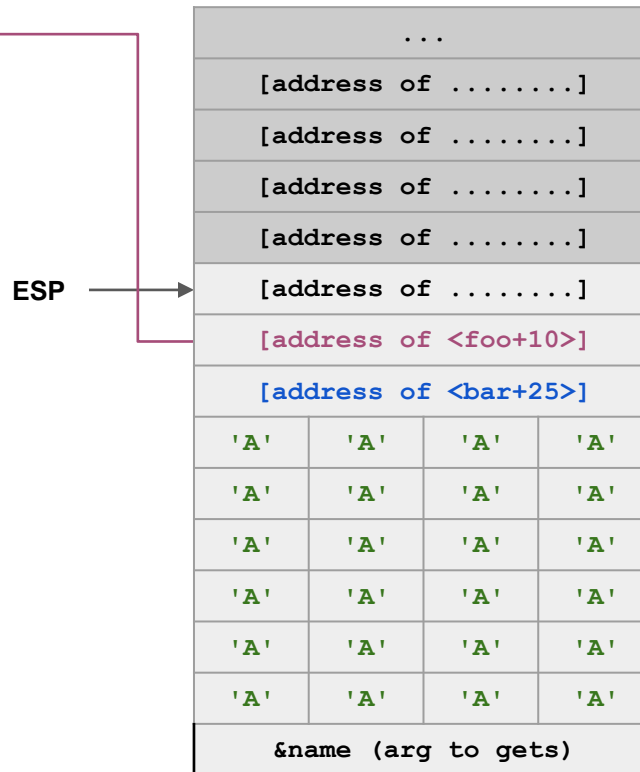 ...
[address of ........]
[address of ........]
[address of ........]
[address of ........]
ESP [address of ........]
[address of <foo+10>]
[address of <bar+25>]
'A' 'A' 'A' 'A'
'A' 'A' 'A' 'A'
'A' 'A' 'A' 'A'
'A' 'A' 'A' 'A'
'A' 'A' 'A' 'A'
'A' 'A' 'A' 'A'
&name (arg to gets)